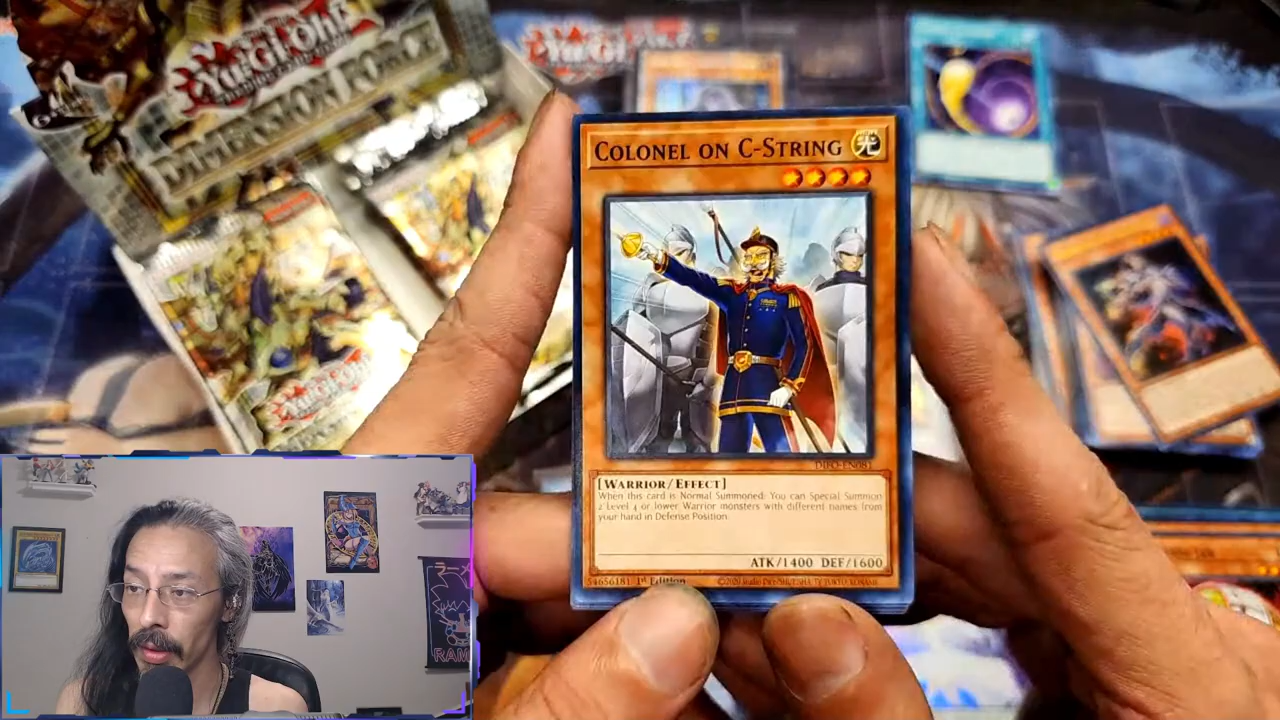 Yu-Gi-Oh!
DIMENSION FORCE
COLONEL ON C-STRING
光
DIFO-EN081
[WARRIOR/EFFECT]
When this card is Normal Summoned: You can Special Summon
2 Level 4 or lower Warrior monsters with different names from
your hand in Defense Position.
ATK/1400 DEF/1600
54656181 1st Edition
RAM